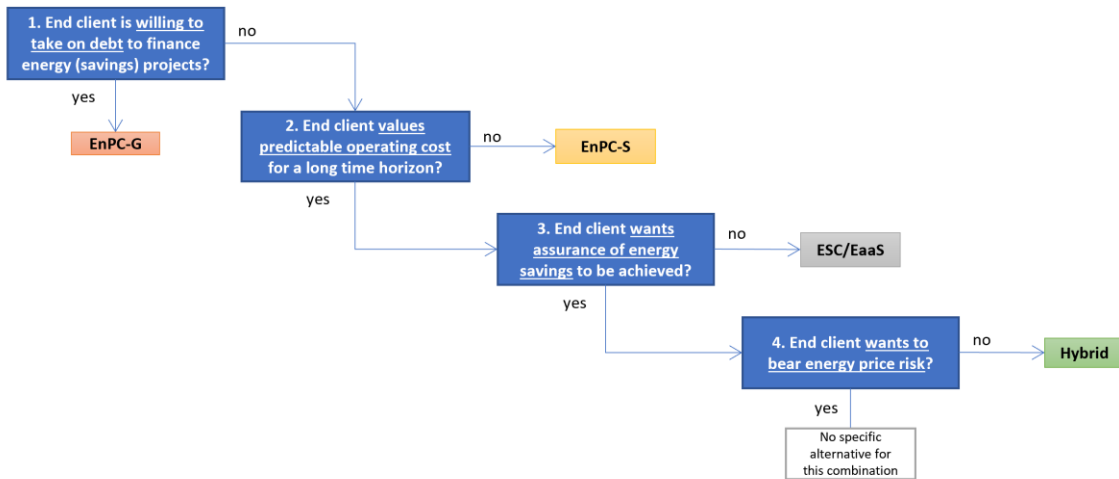 1. End client is willing to
take on debt to finance
energy (savings) projects?
no
yes
EnPC-G
2. End client values
predictable operating cost
for a long time horizon?
no
EnPC-S
yes
3. End client wants
assurance of energy
savings to be achieved?
no
ESC/EaaS
yes
4. End client wants to
bear energy price risk?
no
Hybrid
yes
No specific
alternative for
this combination